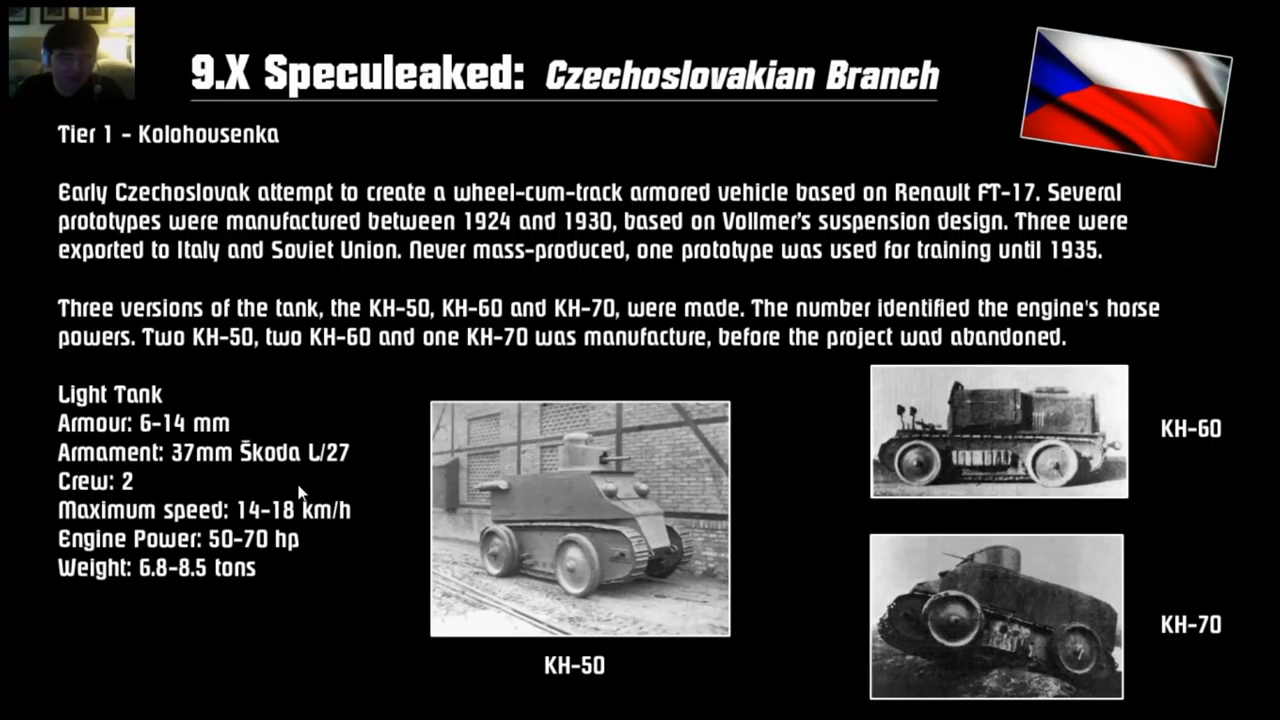 9.X Speculeaked: Czechoslovakian Branch
Tier 1 - Kolohousenka
Early Czechoslovak attempt to create a wheel-cum-track armored vehicle based on Renault FT-17. Several
prototypes were manufactured between 1924 and 1930, based on Vollmer's suspension design. Three were
exported to Italy and Soviet Union. Never mass-produced, one prototype was used for training until 1935.
Three versions of the tank, the KH-50, KH-60 and KH-70, were made. The number identified the engine's horse
powers. Two KH-50, two KH-60 and one KH-70 was manufacture, before the project wad abandoned.
Light Tank
Armour: 6-14 mm
Armament: 37mm Škoda L/27
Crew: 2
Maximum speed: 14-18 km/h
Engine Power: 50-70 hp
Weight: 6.8-8.5 tons
KH-50
KH-60
KH-70